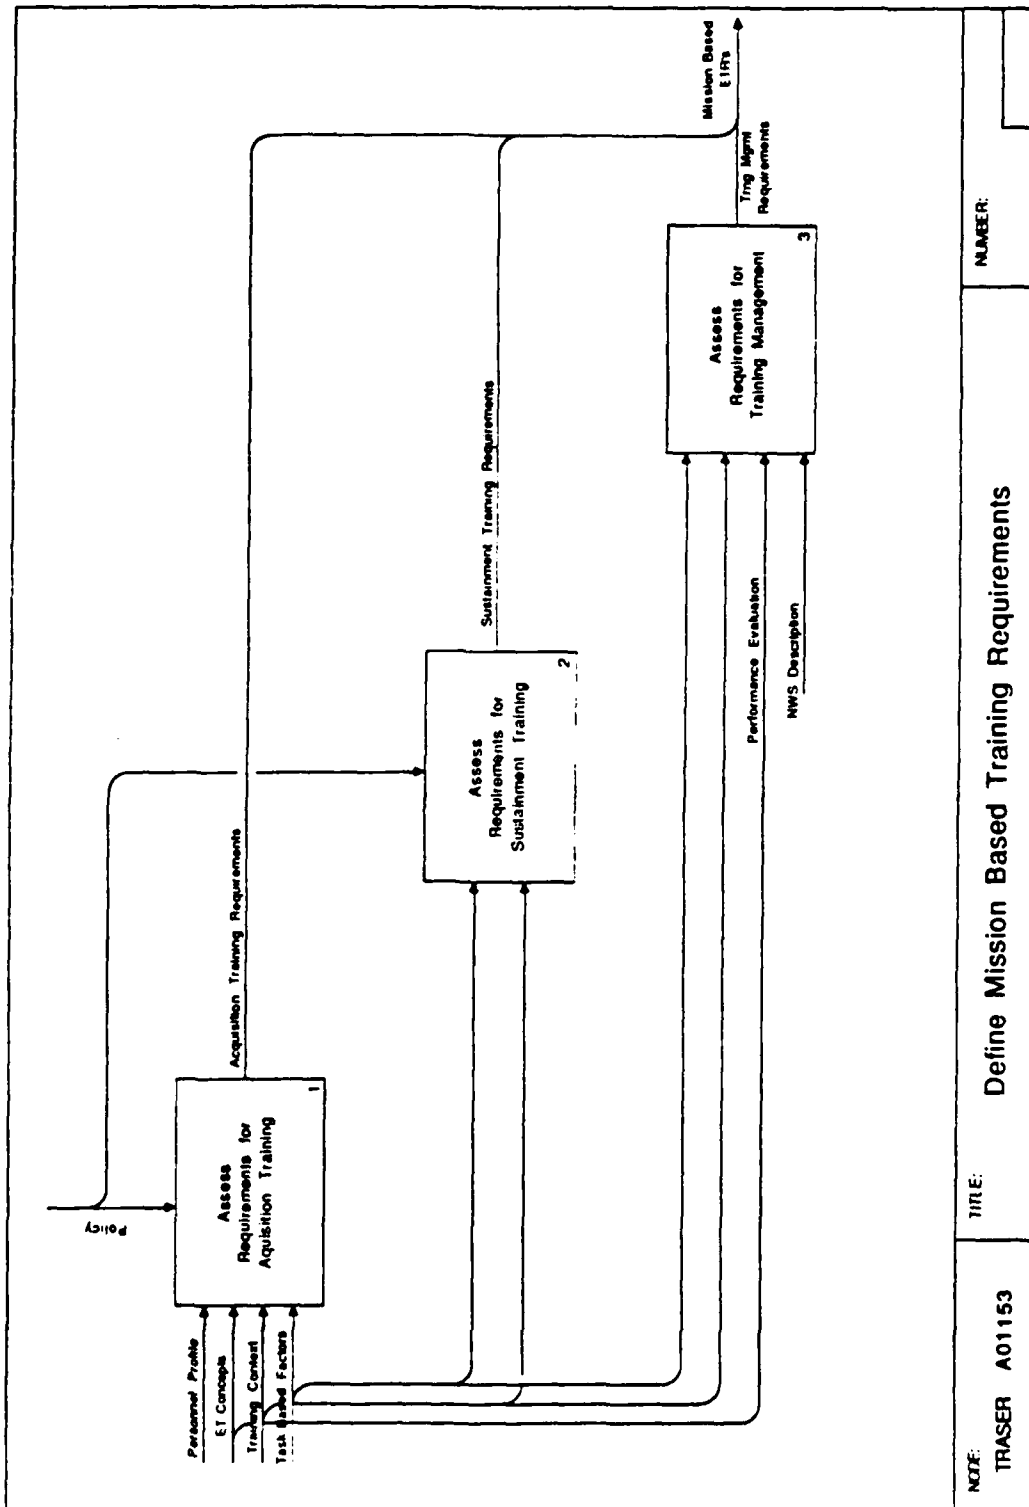 Policy
Personnel Profile
ET Concepts
Training Context
Task Based Factors
Assess
Requirements for
Aquisition Training
1
Acquisition Training Requirements
Assess
Requirements for
Sustainment Training
2
Sustainment Training Requirements
Performance Evaluation
NWS Description
Assess
Requirements for
Training Management
3
Trng Mgmt
Requirements
Mission Based
NODE:
TRASER A01153
TITLE:
Define Mission Based Training Requirements
NUMBER: